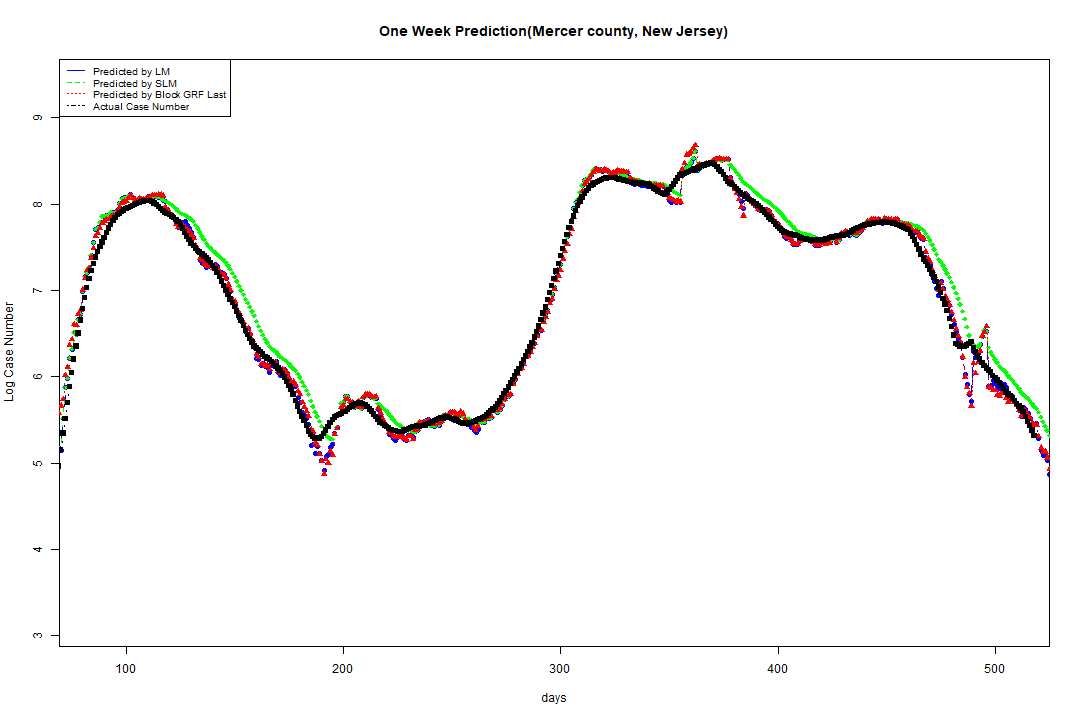 One Week Prediction(Mercer county, New Jersey)
Predicted by LM
Predicted by SLM
Predicted by Block GRF Last
Actual Case Number
Log Case Number
9
8
7
6
5
4
3
100 200 300 400 500
days